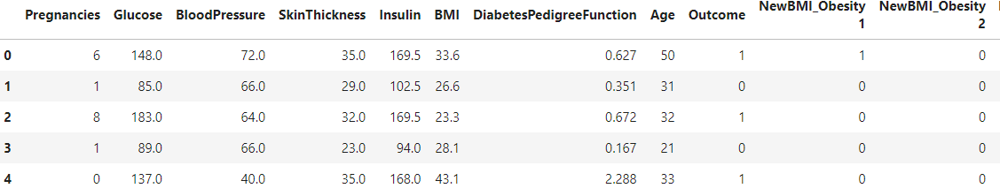 Pregnancies Glucose BloodPressure SkinThickness Insulin BMI DiabetesPedigreeFunction Age Outcome NewBMI_Obesity 1 NewBMI_Obesity 2
0 6 148.0 72.0 35.0 169.5 33.6 0.627 50 1 1 0
1 1 85.0 66.0 29.0 102.5 26.6 0.351 31 0 0 0
2 8 183.0 64.0 32.0 169.5 23.3 0.672 32 1 0 0
3 1 89.0 66.0 23.0 94.0 28.1 0.167 21 0 0 0
4 0 137.0 40.0 35.0 168.0 43.1 2.288 33 1 0 0